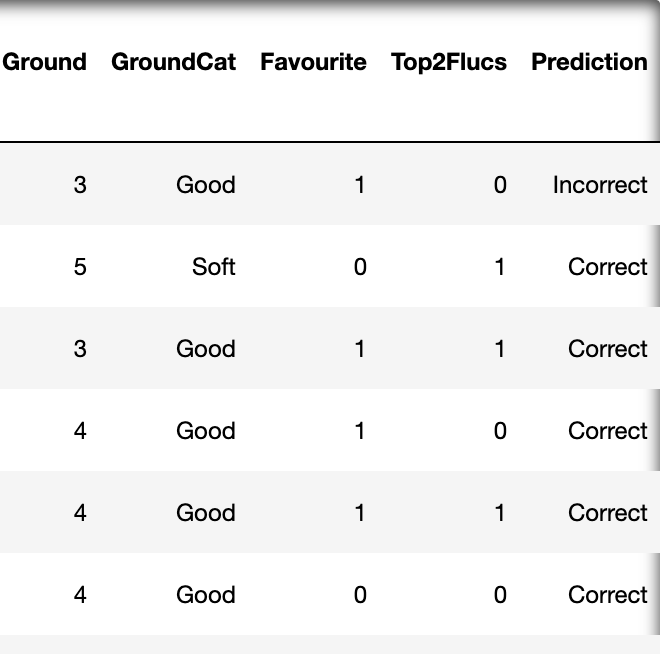 Ground GroundCat Favourite Top2Flucs Prediction
3 Good 1 0 Incorrect
5 Soft 0 1 Correct
3 Good 1 1 Correct
4 Good 1 0 Correct
4 Good 1 1 Correct
4 Good 0 0 Correct